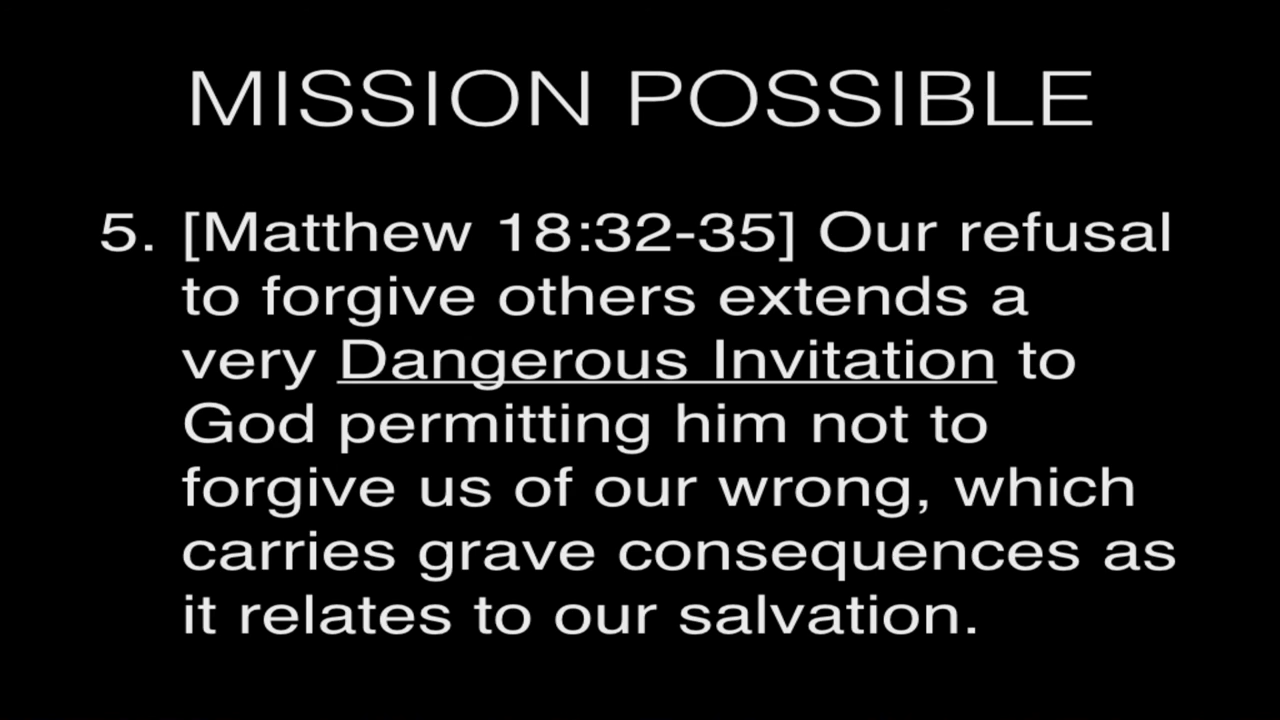 MISSION POSSIBLE
5. [Matthew 18:32-35] Our refusal
to forgive others extends a
very Dangerous Invitation to
God permitting him not to
forgive us of our wrong, which
carries grave consequences as
it relates to our salvation.